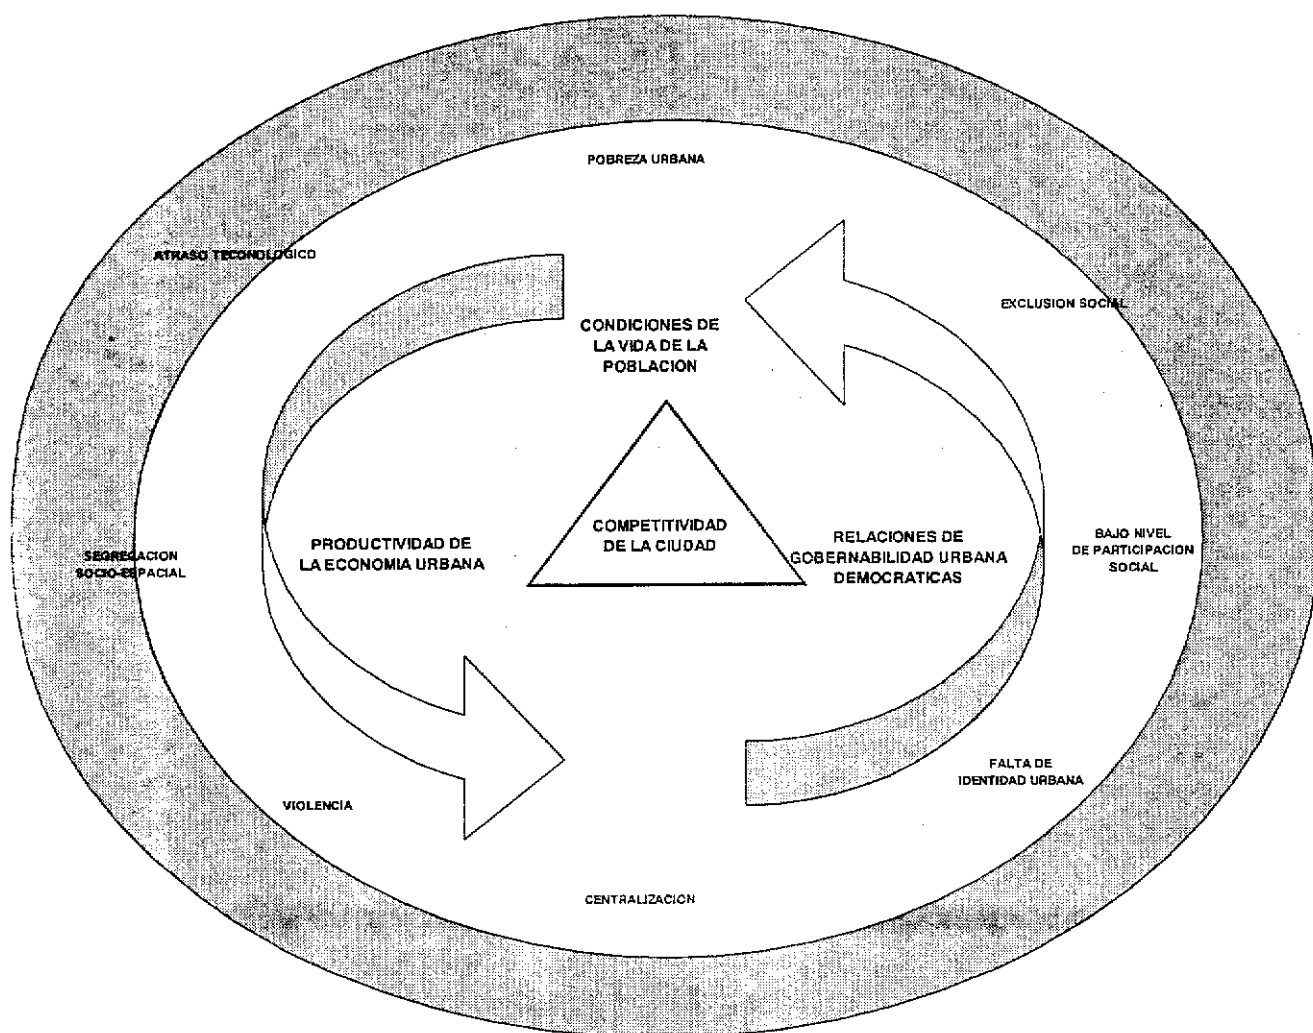 POBREZA URBANA
ATRASO TECONOLOGICO
EXCLUSION SOCIAL
CONDICIONES DE
LA VIDA DE LA
POBLACION
COMPETITIVIDAD
DE LA CIUDAD
PRODUCTIVIDAD DE
LA ECONOMIA URBANA
RELACIONES DE
GOBERNABILIDAD URBANA
DEMOCRATICAS
SEGREGACION
SOCIO-ESPACIAL
BAJO NIVEL
DE PARTICIPACION
SOCIAL
FALTA DE
IDENTIDAD URBANA
VIOLENCIA
CENTRALIZACION